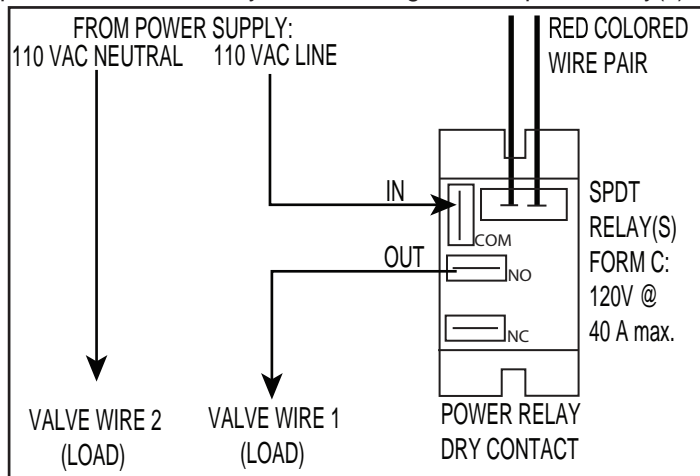 FROM POWER SUPPLY:
110 VAC NEUTRAL
110 VAC LINE
RED COLORED
WIRE PAIR
IN
COM
OUT
NO
NC
SPDT
RELAY(S)
FORM C:
120V @
40 A max.
VALVE WIRE 2
(LOAD)
VALVE WIRE 1
(LOAD)
POWER RELAY
DRY CONTACT